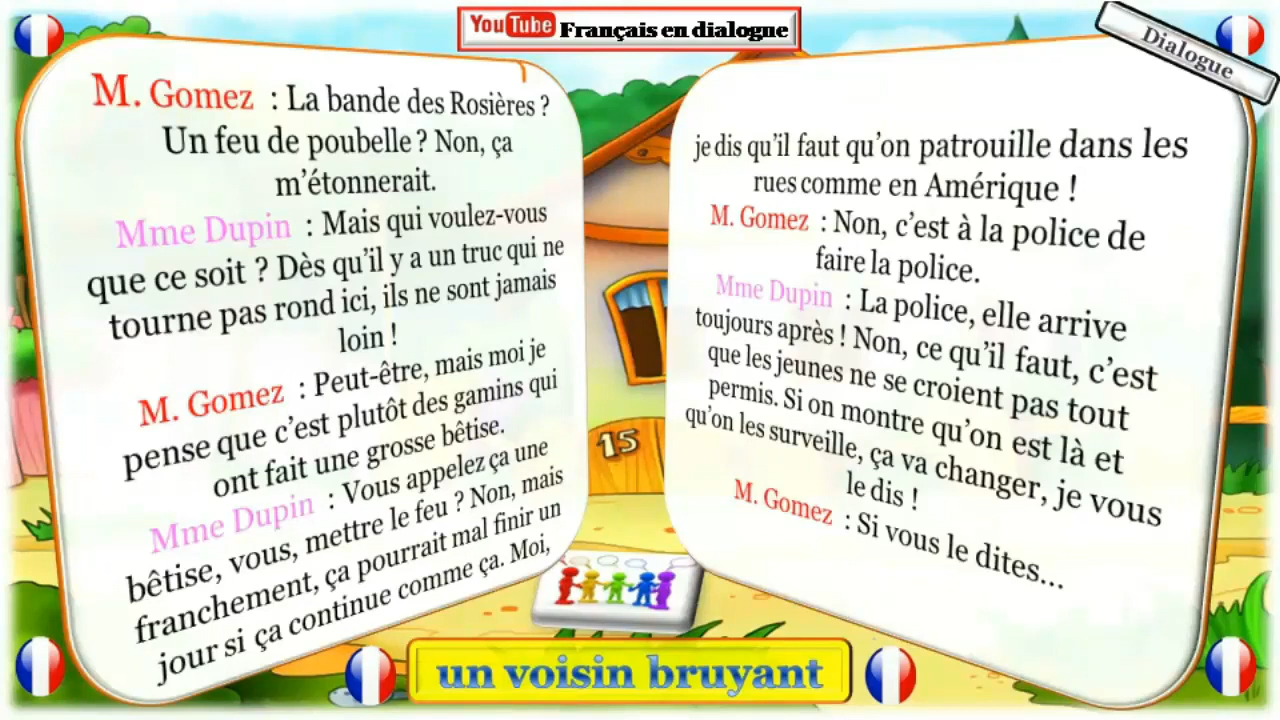 YouTube Français en dialogue
Dialogue
M. Gomez : La bande des Rosières ?
Un feu de poubelle ? Non, ça
m'étonnerait.
Mme Dupin : Mais qui voulez-vous
que ce soit ? Dès qu'il y a un truc qui ne
tourne pas rond ici, ils ne sont jamais
loin !
M. Gomez : Peut-être, mais moi je
pense que c'est plutôt des gamins qui
ont fait une grosse bêtise.
Mme Dupin : Vous appelez ça une
bêtise, vous, mettre le feu ? Non, mais
franchement, ça pourrait mal finir un
jour si ça continue comme ça. Moi,
je dis qu'il faut qu'on patrouille dans les
rues comme en Amérique !
M. Gomez : Non, c'est à la police de
faire la police.
Mme Dupin : La police, elle arrive
toujours après ! Non, ce qu'il faut, c'est
que les jeunes ne se croient pas tout
permis. Si on montre qu'on est là et
qu'on les surveille, ça va changer, je vous
le dis !
M. Gomez : Si vous le dites...
15
un voisin bruyant